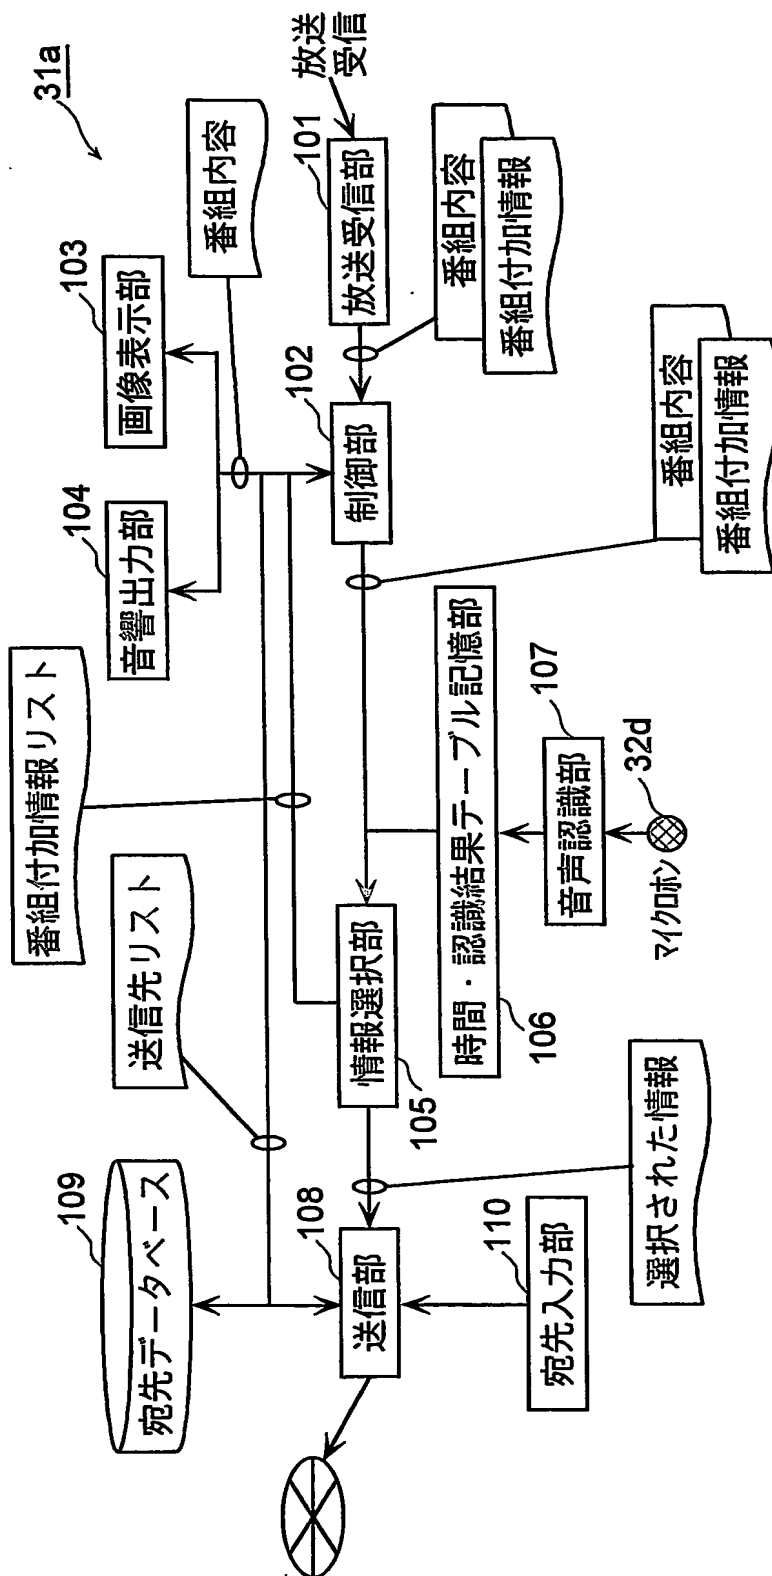 31a
放送
受信
101
放送受信部
番組内容
番組付加情報
102
制御部
番組内容
103
画像表示部
104
音響出力部
番組内容
番組付加情報
番組付加情報リスト
送信先リスト
情報選択部
105
時間・認識結果テーブル記憶部
106
音声認識部
107
マイクロホン
32d
選択された情報
送信部
108
宛先データベース
109
宛先入力部
110